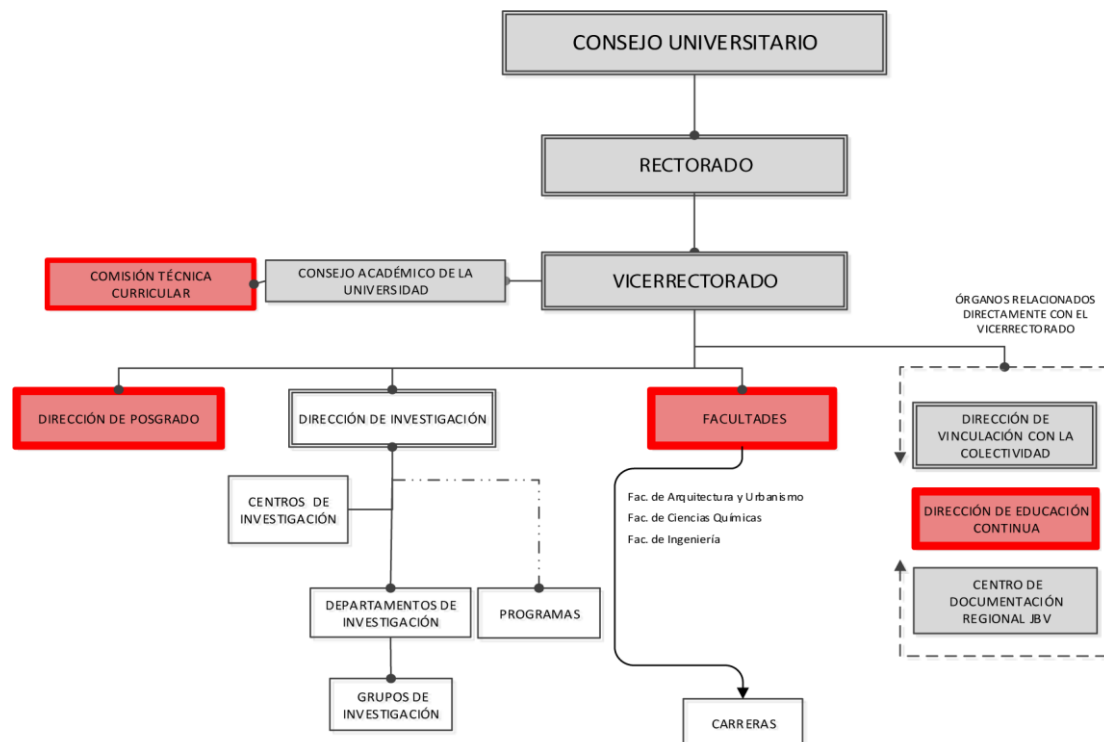 CONSEJO UNIVERSITARIO
RECTORADO
COMISIÓN TÉCNICA
CURRICULAR
CONSEJO ACADÉMICO DE LA
UNIVERSIDAD
VICERRECTORADO
ÓRGANOS RELACIONADOS
DIRECTAMENTE CON EL
VICERRECTORADO
DIRECCIÓN DE POSGRADO
DIRECCIÓN DE INVESTIGACIÓN
FACULTADES
DIRECCIÓN DE
VINCULACIÓN CON LA
COLECTIVIDAD
CENTROS DE
INVESTIGACIÓN
Fac. de Arquitectura y Urbanismo
Fac. de Ciencias Químicas
Fac. de Ingeniería
DIRECCIÓN DE EDUCACIÓN
CONTINUA
DEPARTAMENTOS DE
INVESTIGACIÓN
PROGRAMAS
CENTRO DE
DOCUMENTACIÓN
REGIONAL JBV
GRUPOS DE
INVESTIGACIÓN
CARRERAS